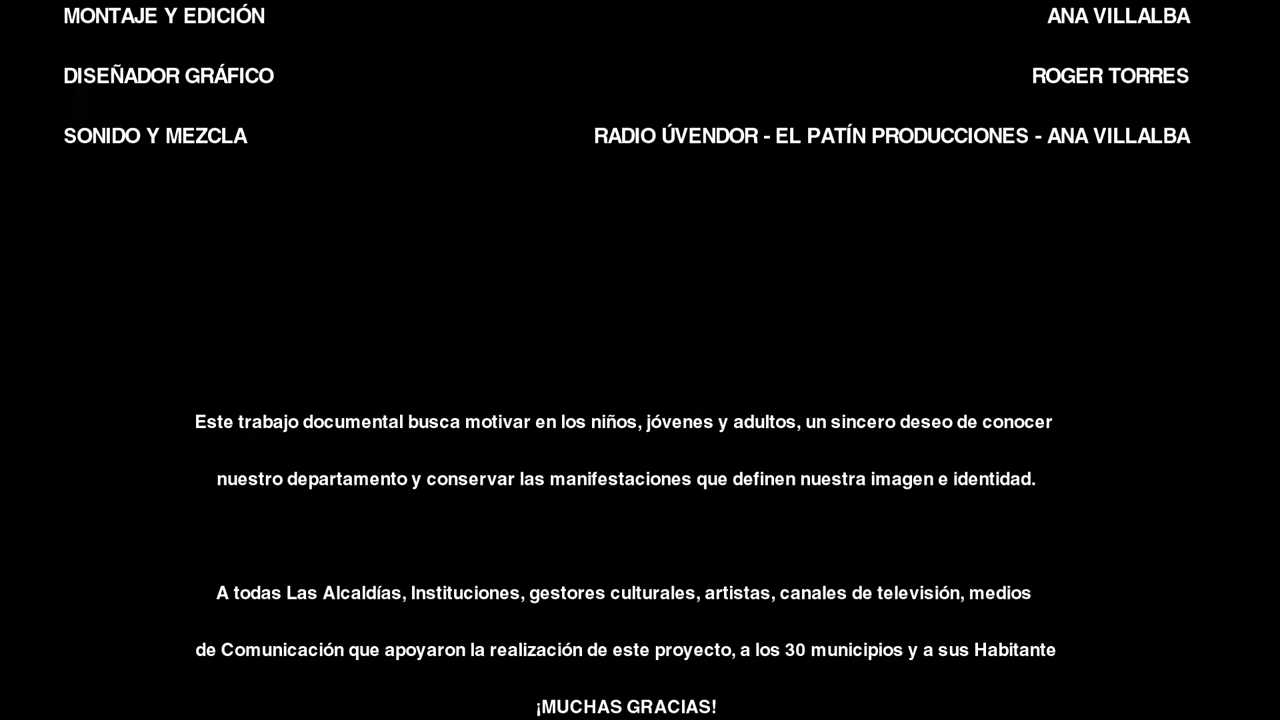 MONTAJE Y EDICIÓN ANA VILLALBA
DISEÑADOR GRÁFICO ROGER TORRES
SONIDO Y MEZCLA RADIO ÚVENDOR - EL PATÍN PRODUCCIONES - ANA VILLALBA
Este trabajo documental busca motivar en los niños, jóvenes y adultos, un sincero deseo de conocer
nuestro departamento y conservar las manifestaciones que definen nuestra imagen e identidad.
A todas Las Alcaldías, Instituciones, gestores culturales, artistas, canales de televisión, medios
de Comunicación que apoyaron la realización de este proyecto, a los 30 municipios y a sus Habitante
¡MUCHAS GRACIAS!